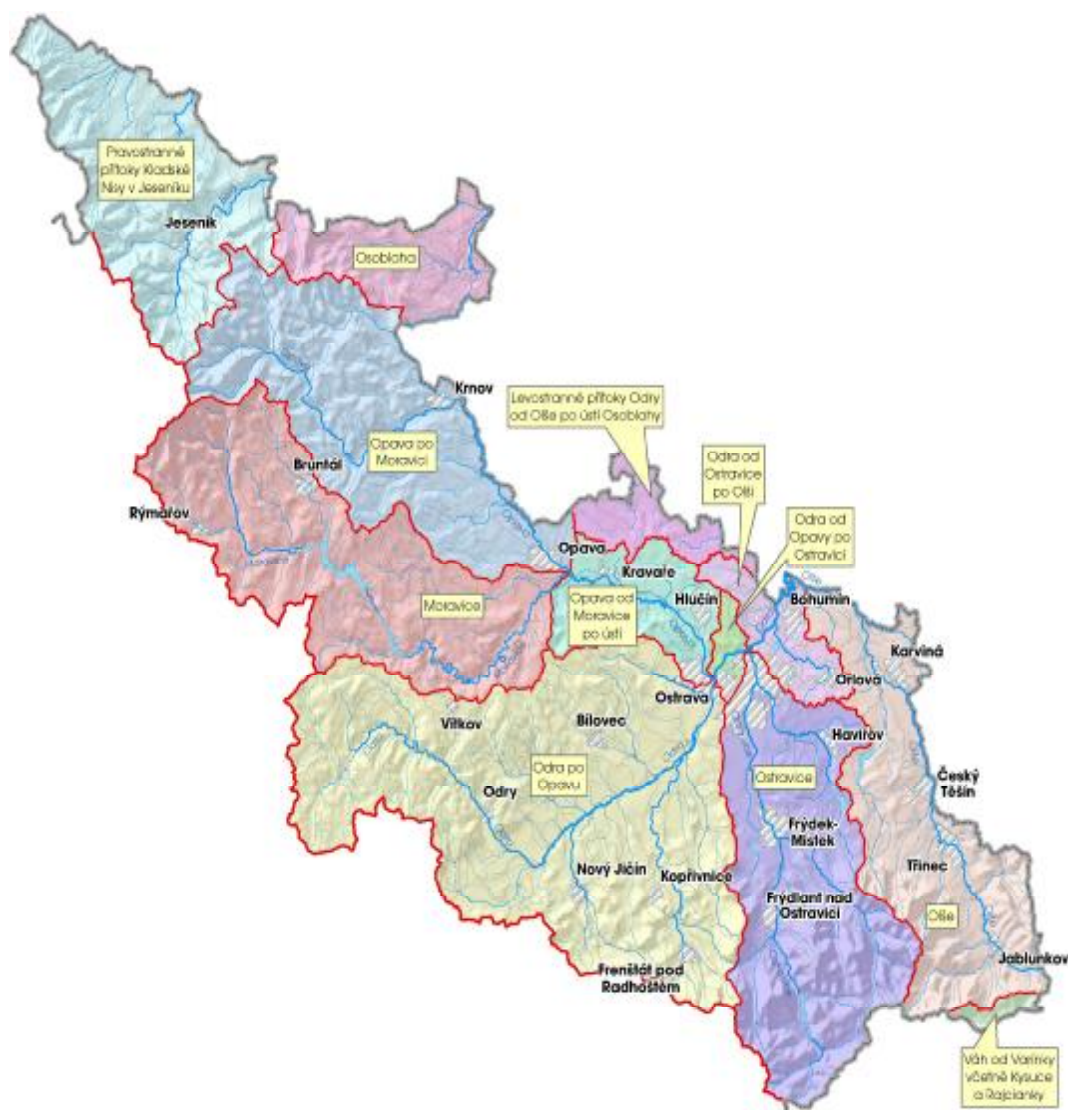 Pravostranné
přítoky Kladské
Nisy v Jeseníku
Jeseník
Osoblaha
Krnov
Levostranné přítoky Odry
od Olše po ústí Osoblahy
Opava po
Moravici
Bruntál
Odra od
Ostravice
po Olši
Rýmařov
Odra od
Opavy po
Ostravici
Opava
Kravaře
Moravice
Opava od
Moravice
po ústí
Hlučín
Bohumín
Karviná
Orlová
Ostrava
Vítkov
Bílovec
Havířov
Odra po
Opavu
Odry
Ostravice
Český
Těšín
Frýdek-
Místek
Nový Jičín
Kopřivnice
Třinec
Frýdlant nad
Ostravicí
Olše
Jablunkov
Frenštát pod
Radhoštěm
Váh od Varínky
včetně Kysuce
a Rajcianky